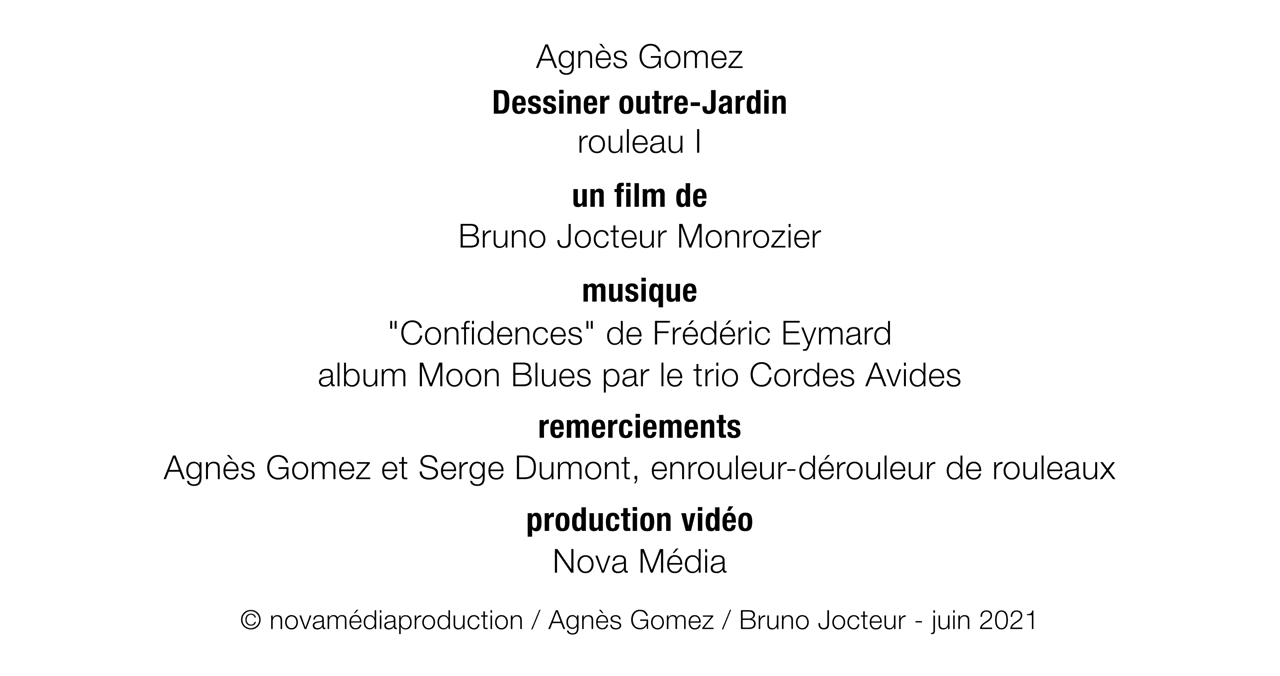 Agnès Gomez
Dessiner outre-Jardin
rouleau I
un film de
Bruno Jocteur Monrozier
musique
"Confidences" de Frédéric Eymard
album Moon Blues par le trio Cordes Avides
remerciements
Agnès Gomez et Serge Dumont, enrouleur-dérouleur de rouleaux
production vidéo
Nova Média
© novamédiaproduction / Agnès Gomez / Bruno Jocteur - juin 2021